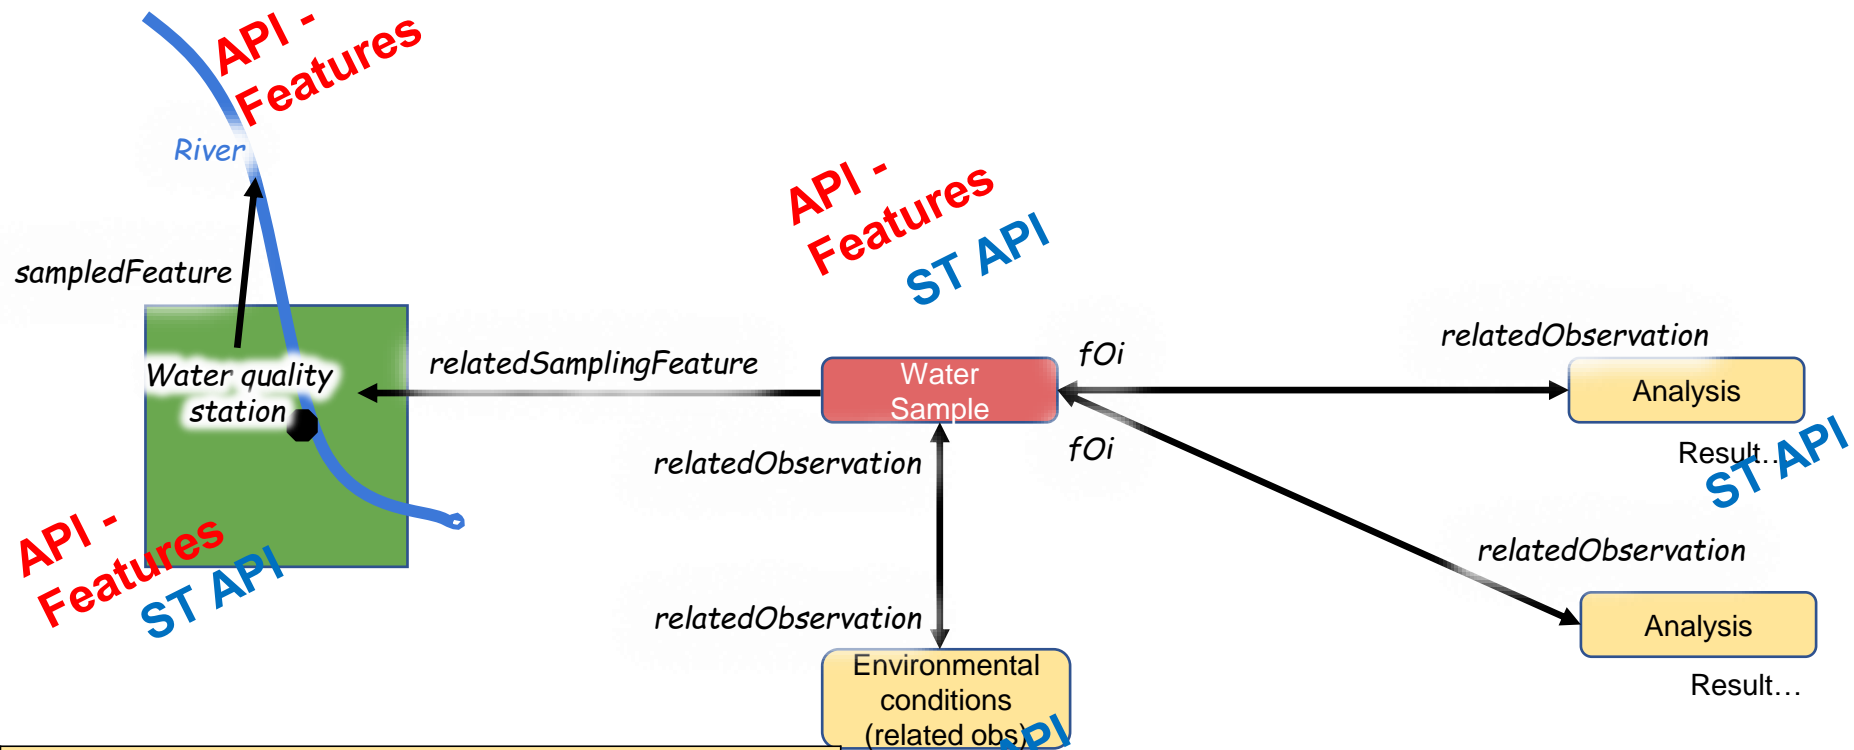 API -
Features
River
sampledFeature
Water quality
station
API -
Features
ST API
relatedSamplingFeature
API -
Features
ST API
Water
Sample
fOi
fOi
relatedObservation
relatedObservation
Environmental
conditions
(related obs)
API
relatedObservation
Analysis
Result...
ST API
relatedObservation
Analysis
Result...